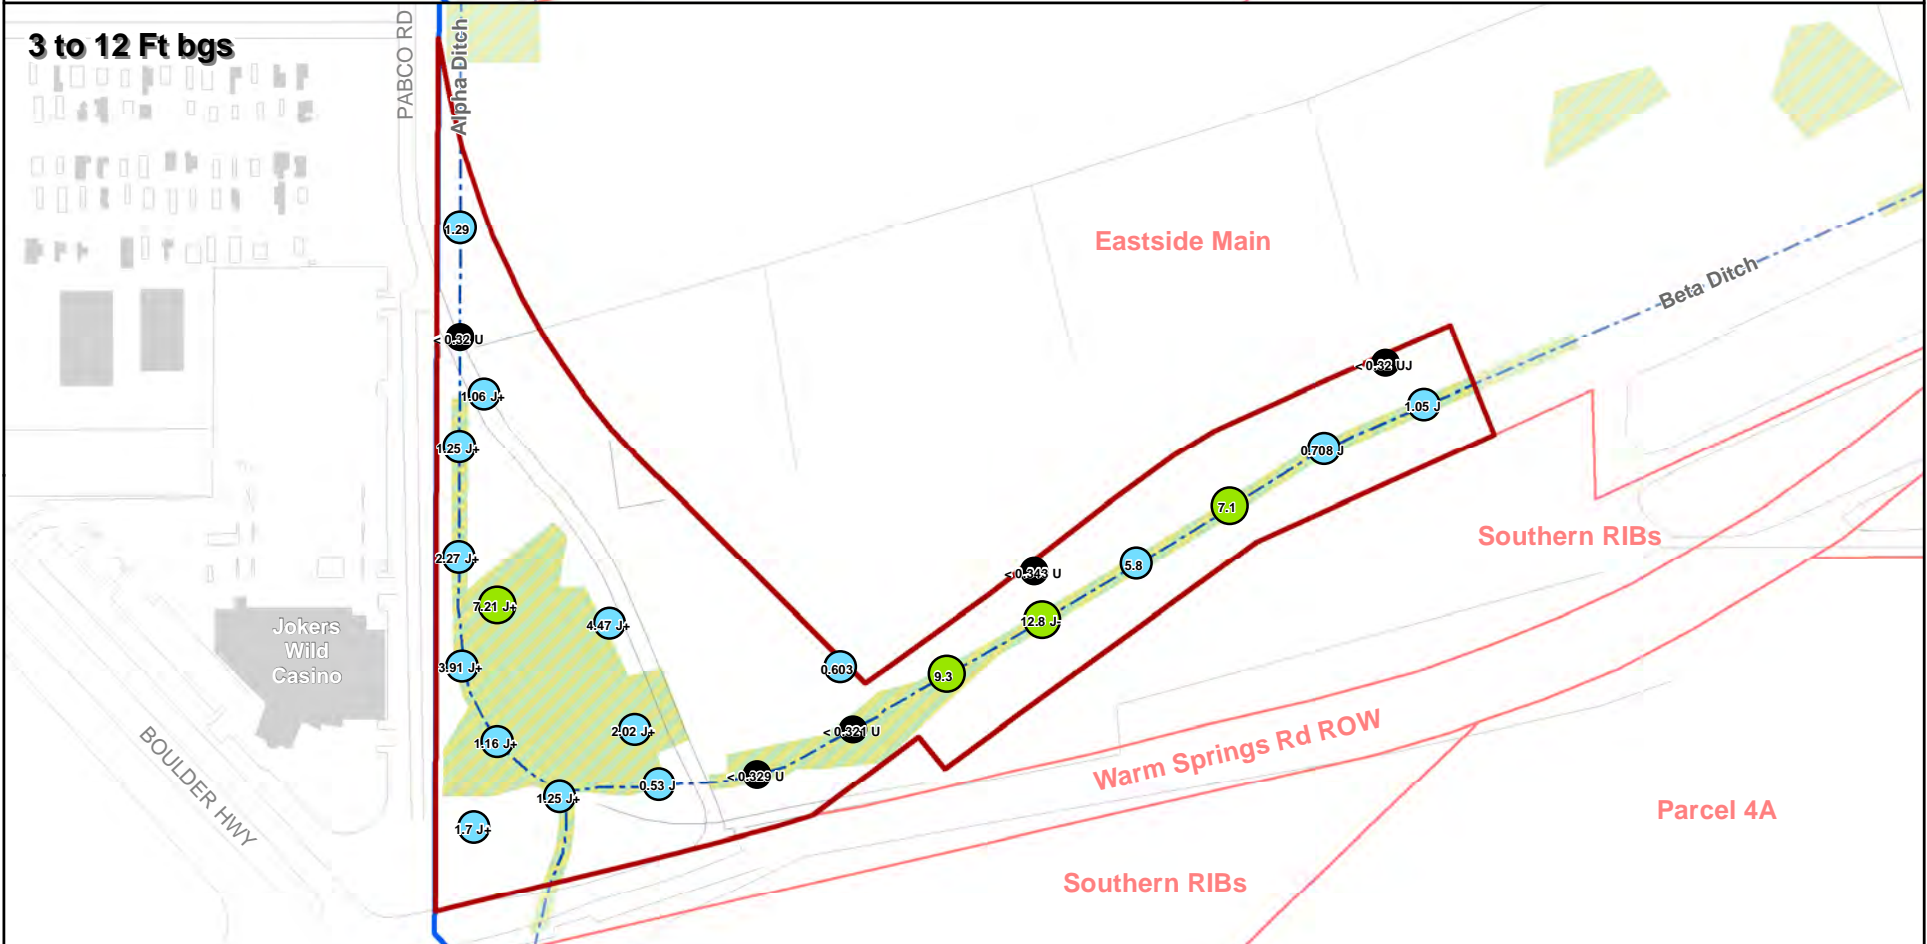 3 to 12 Ft bgs
PABCO RD
Alpha Ditch
1.29
< 0.32 U
1.06 J+
1.25 J+
2.27 J+
7.21 J+
4.47 J+
3.91 J+
1.16 J+
2.02 J+
1.25 J+
0.53 J
1.7 J+
< 0.329 U
< 0.321 U
0.603
9.3
12.8 J-
< 0.343 U
5.8
7.1
0.708 J
1.05 J
< 0.32 UJ
Eastside Main
Beta Ditch
Southern RIBs
Jokers
Wild
Casino
BOULDER HWY
Warm Springs Rd ROW
Parcel 4A
Southern RIBs